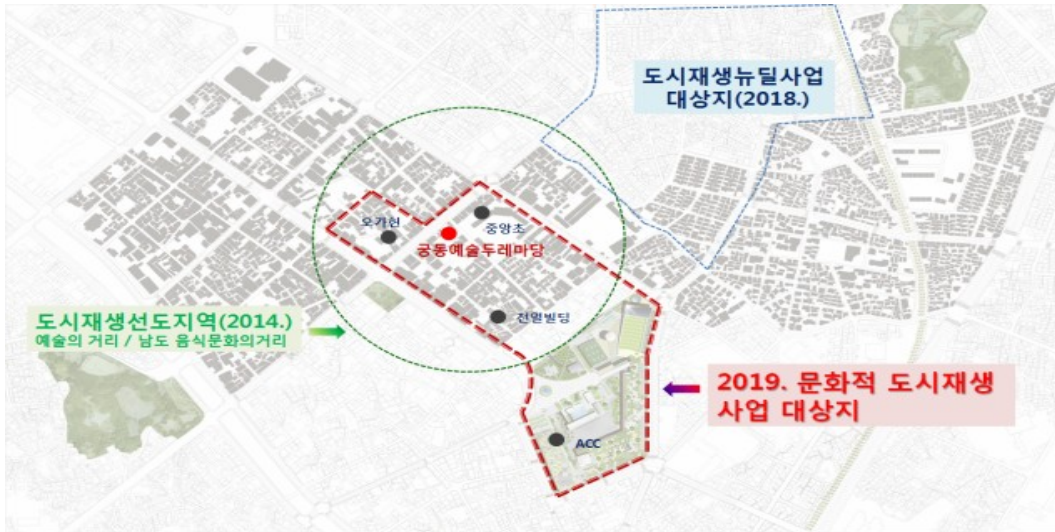 도시재생뉴딜사업
대상지(2018.)
오가헌
중앙초
궁동예술두레마당
전일빌딩
도시재생선도지역(2014.)
예술의 거리 / 남도 음식문화의거리
2019. 문화적 도시재생
사업 대상지
ACC